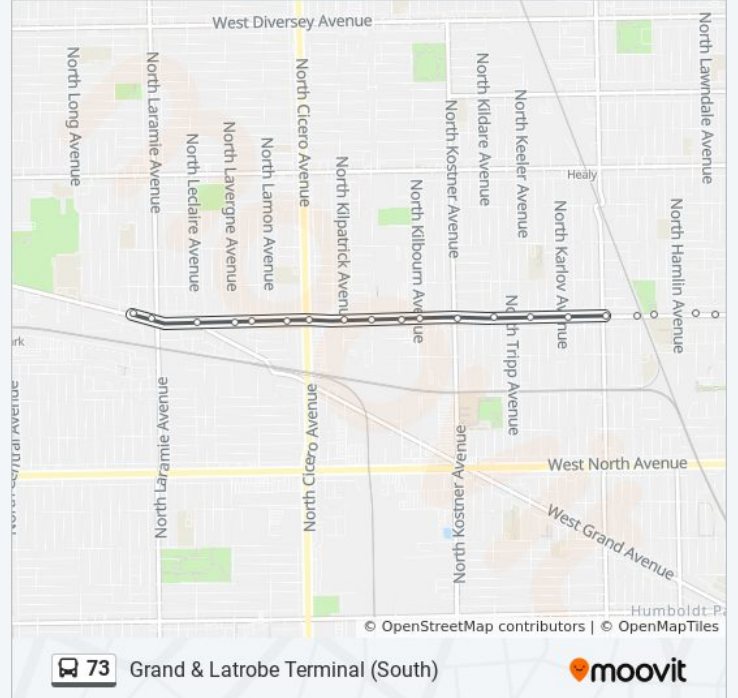 West Diversey Avenue
North Long Avenue
North Laramie Avenue
North Leclaire Avenue
North Lavergne Avenue
North Lamon Avenue
North Cicero Avenue
North Kilpatrick Avenue
North Kilbourn Avenue
North Kostner Avenue
North Kildare Avenue
North Keeler Avenue
North Karlov Avenue
Healy
North Lawndale Avenue
North Hamlin Avenue
North Tripp Avenue
rk
North Laramie Avenue
North Cicero Avenue
North Kostner Avenue
West North Avenue
West Grand Avenue
Humboldt Pa
© OpenStreetMap contributors | © OpenMapTiles
73 Grand & Latrobe Terminal (South)
moovit